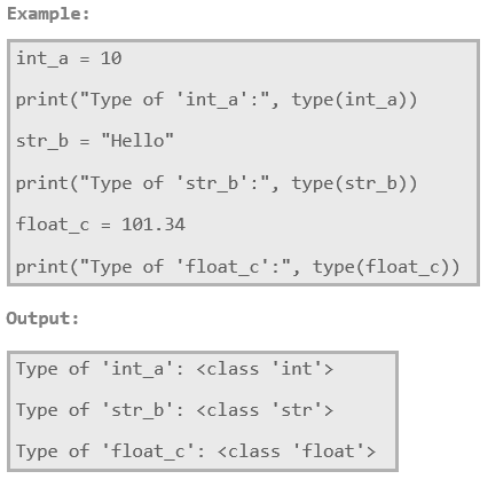 Example:
int_a = 10
print("Type of 'int_a':", type(int_a))
str_b = "Hello"
print("Type of 'str_b':", type(str_b))
float_c = 101.34
print("Type of 'float_c':", type(float_c))
Output:
Type of 'int_a': <class 'int'>
Type of 'str_b': <class 'str'>
Type of 'float_c': <class 'float'>